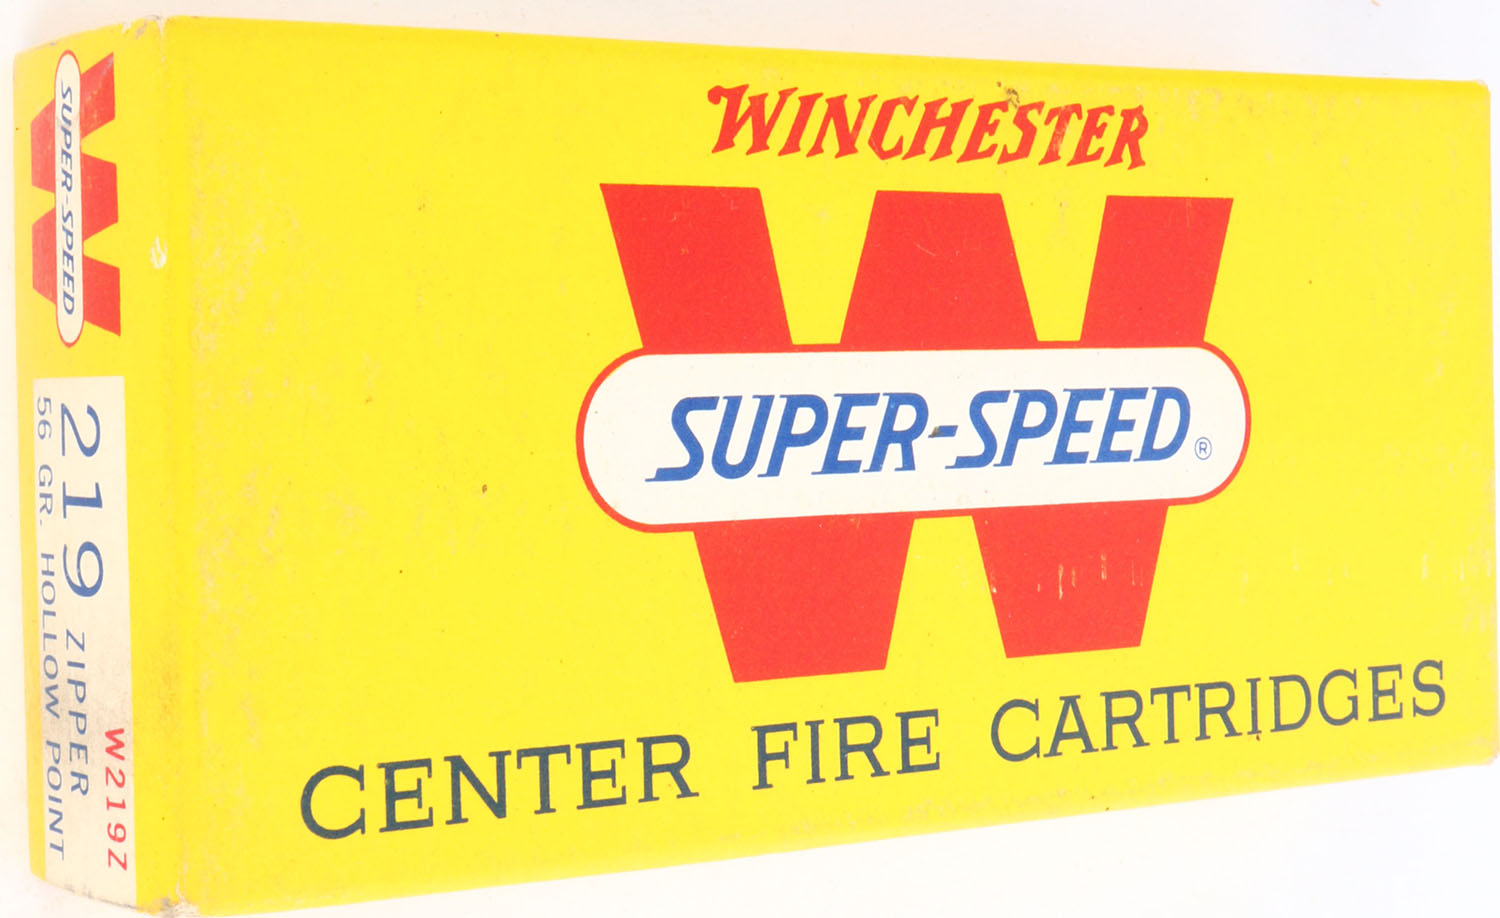 WINCHESTER
SUPER-SPEED®
CENTER FIRE CARTRIDGES
SUPER-SPEED
W219Z
219 ZIPPER
56 GR. HOLLOW POINT